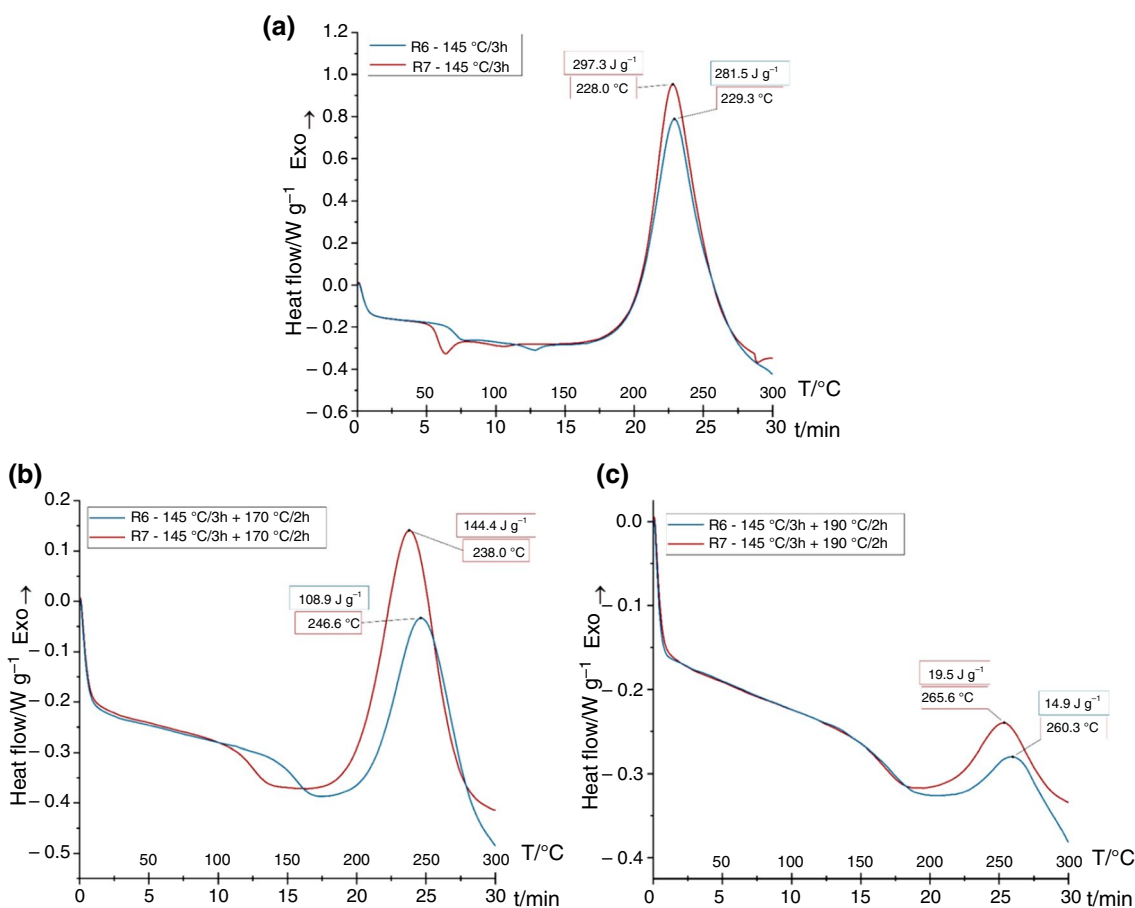 (a)
R6 - 145 °C/3h
R7 - 145 °C/3h
297.3 J g⁻¹
228.0 °C
281.5 J g⁻¹
229.3 °C
Heat flow/W g⁻¹ Exo →
1.2
1.0
0.8
0.6
0.4
0.2
0.0
− 0.2
− 0.4
− 0.6
50 100 150 200 250 300
T/°C
0 5 10 15 20 25 30
t/min
(b)
R6 - 145 °C/3h + 170 °C/2h
R7 - 145 °C/3h + 170 °C/2h
144.4 J g⁻¹
238.0 °C
108.9 J g⁻¹
246.6 °C
Heat flow/W g⁻¹ Exo →
0.2
0.1
0.0
− 0.1
− 0.2
− 0.3
− 0.4
− 0.5
50 100 150 200 250 300
T/°C
0 5 10 15 20 25 30
t/min
(c)
R6 - 145 °C/3h + 190 °C/2h
R7 - 145 °C/3h + 190 °C/2h
19.5 J g⁻¹
265.6 °C
14.9 J g⁻¹
260.3 °C
Heat flow/W g⁻¹ Exo →
0.0
− 0.1
− 0.2
− 0.3
− 0.4
50 100 150 200 250 300
T/°C
0 5 10 15 20 25 30
t/min